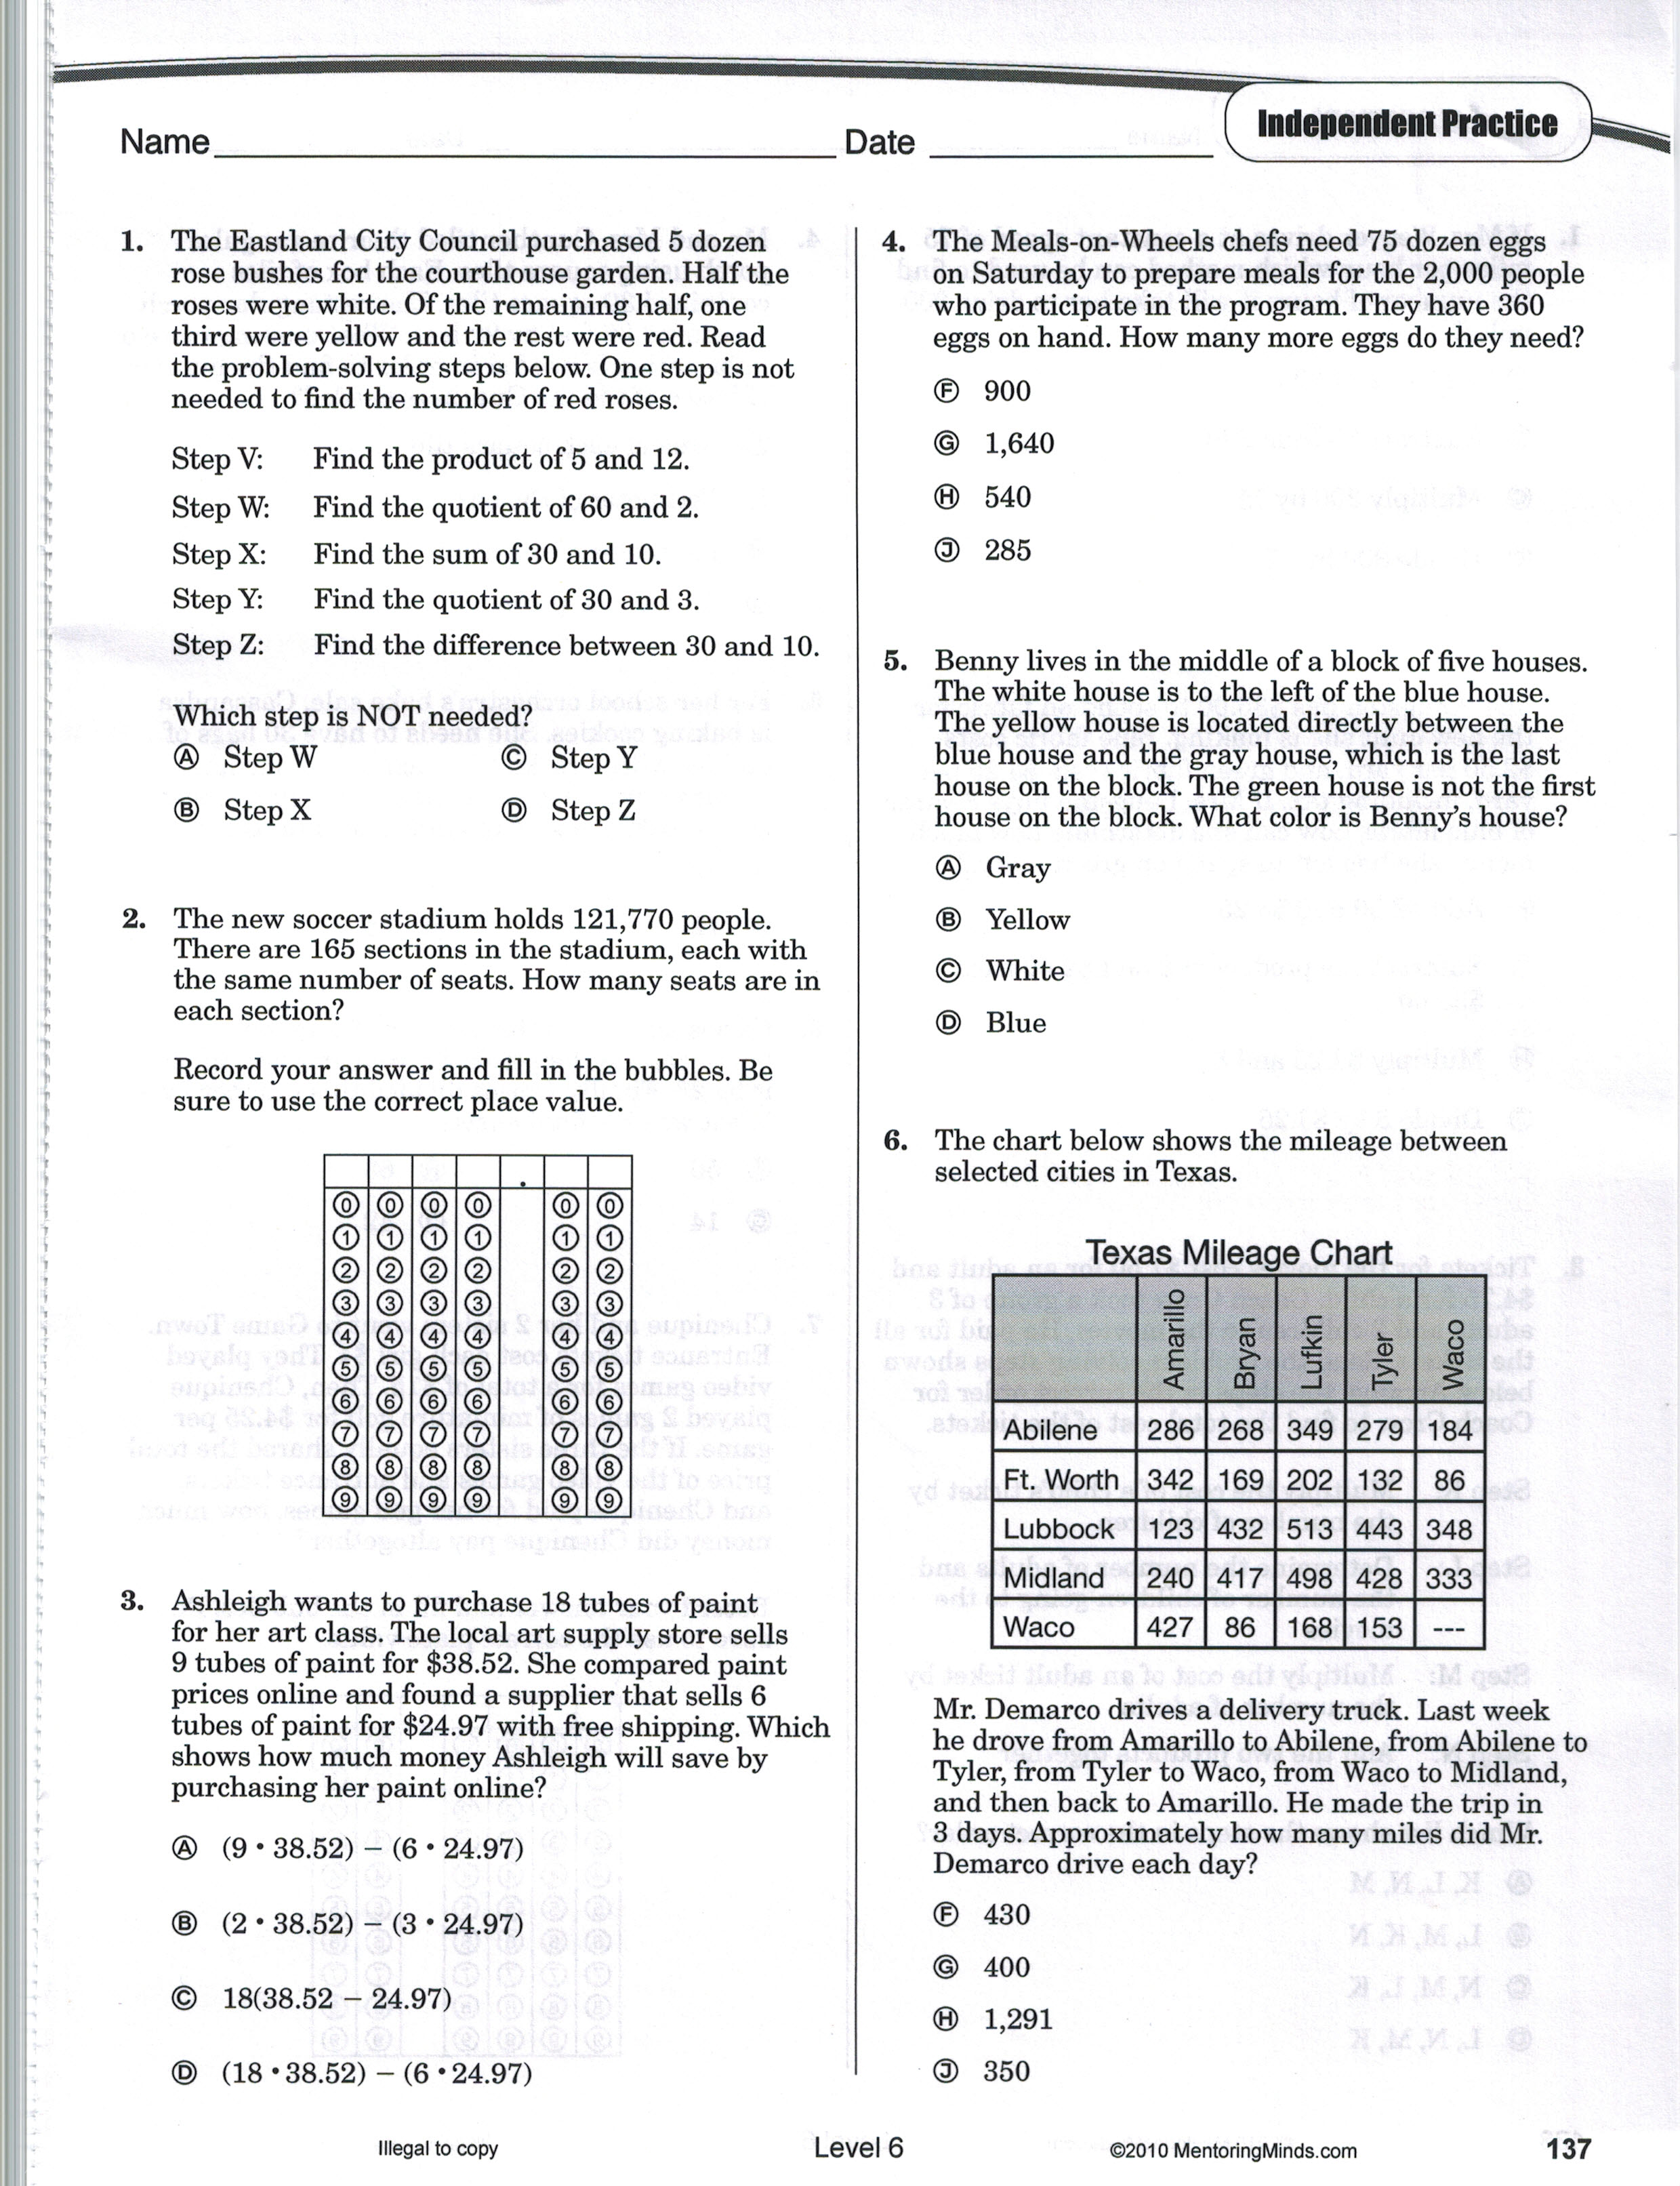 Independent Practice
Name Date
1. The Eastland City Council purchased 5 dozen
rose bushes for the courthouse garden. Half the
roses were white. Of the remaining half, one
third were yellow and the rest were red. Read
the problem-solving steps below. One step is not
needed to find the number of red roses.
Step V: Find the product of 5 and 12.
Step W: Find the quotient of 60 and 2.
Step X: Find the sum of 30 and 10.
Step Y: Find the quotient of 30 and 3.
Step Z: Find the difference between 30 and 10.
Which step is NOT needed?
Ⓐ Step W Ⓒ Step Y
Ⓑ Step X Ⓓ Step Z
2. The new soccer stadium holds 121,770 people.
There are 165 sections in the stadium, each with
the same number of seats. How many seats are in
each section?
Record your answer and fill in the bubbles. Be
sure to use the correct place value.
.
⓪ ⓪ ⓪ ⓪ ⓪ ⓪
① ① ① ① ① ①
② ② ② ② ② ②
③ ③ ③ ③ ③ ③
④ ④ ④ ④ ④ ④
⑤ ⑤ ⑤ ⑤ ⑤ ⑤
⑥ ⑥ ⑥ ⑥ ⑥ ⑥
⑦ ⑦ ⑦ ⑦ ⑦ ⑦
⑧ ⑧ ⑧ ⑧ ⑧ ⑧
⑨ ⑨ ⑨ ⑨ ⑨ ⑨
3. Ashleigh wants to purchase 18 tubes of paint
for her art class. The local art supply store sells
9 tubes of paint for $38.52. She compared paint
prices online and found a supplier that sells 6
tubes of paint for $24.97 with free shipping. Which
shows how much money Ashleigh will save by
purchasing her paint online?
Ⓐ (9 • 38.52) − (6 • 24.97)
Ⓑ (2 • 38.52) − (3 • 24.97)
Ⓒ 18(38.52 − 24.97)
Ⓓ (18 • 38.52) − (6 • 24.97)
4. The Meals-on-Wheels chefs need 75 dozen eggs
on Saturday to prepare meals for the 2,000 people
who participate in the program. They have 360
eggs on hand. How many more eggs do they need?
Ⓕ 900
Ⓖ 1,640
Ⓗ 540
Ⓙ 285
5. Benny lives in the middle of a block of five houses.
The white house is to the left of the blue house.
The yellow house is located directly between the
blue house and the gray house, which is the last
house on the block. The green house is not the first
house on the block. What color is Benny's house?
Ⓐ Gray
Ⓑ Yellow
Ⓒ White
Ⓓ Blue
6. The chart below shows the mileage between
selected cities in Texas.
Texas Mileage Chart
Amarillo Bryan Lufkin Tyler Waco
Abilene 286 268 349 279 184
Ft. Worth 342 169 202 132 86
Lubbock 123 432 513 443 348
Midland 240 417 498 428 333
Waco 427 86 168 153 ---
Mr. Demarco drives a delivery truck. Last week
he drove from Amarillo to Abilene, from Abilene to
Tyler, from Tyler to Waco, from Waco to Midland,
and then back to Amarillo. He made the trip in
3 days. Approximately how many miles did Mr.
Demarco drive each day?
Ⓕ 430
Ⓖ 400
Ⓗ 1,291
Ⓙ 350
Illegal to copy Level 6 ©2010 MentoringMinds.com 137